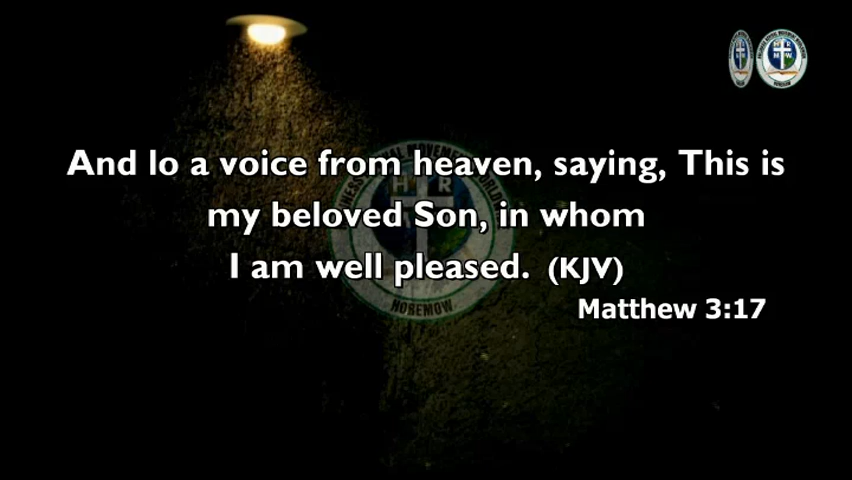 And lo a voice from heaven, saying, This is
my beloved Son, in whom
I am well pleased. (KJV)
Matthew 3:17
H R
HOREMOW
H R
M W